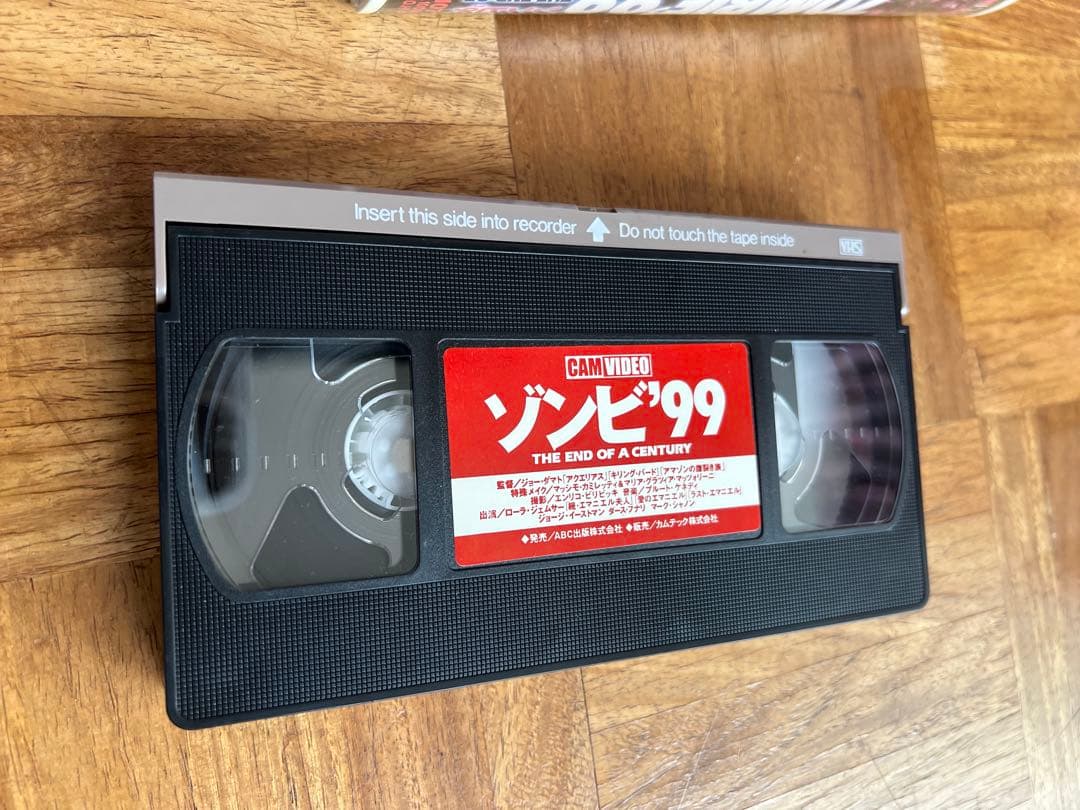 Insert this side into recorder Do not touch the tape inside
VHS
CAM VIDEO
ゾンビ'99
THE END OF A CENTURY
監督/ジョー・ダマト「アクエリアス」「キリング・バード」「アマゾンの腹裂き族」
特殊メイク/マッシモ・カミレッティ&マリア・グラツィア・マッツォリーニ
撮影/エンリコ・ビリビッキ 音楽/ブルート・ケネディ
出演/ローラ・ジェムサー「続・エマニエル夫人」「愛のエマニエル」「ラスト・エマニエル」
ジョージ・イーストマン ダース・フナリ マーク・シャノン
◆発売/ABC出版株式会社 ◆販売/カムテック株式会社